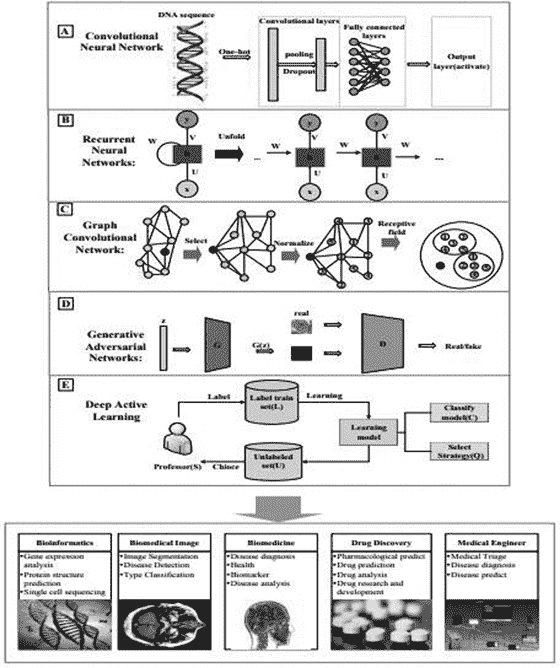 A
Convolutional
Neural Network
DNA sequence
One-hot
Convolutional layers
pooling
Dropout
Fully connected
layers
Output
layer(activate)
B
Recurrent
Neural
Networks:
W
y
V
h
U
x
Unfold
...
W
y
V
h
U
x
W
y
V
h
U
x
W
...
C
Graph
Convolutional
Network:
Select
Normalize
Receptive
field
D
Generative
Adversarial
Networks:
z
G
G(z)
real
D
Real/fake
E
Deep Active
Learning
Label
Professor(S)
Label train
set(L)
Learning
Learning
model
Unlabeled
set(U)
Chioce
Classify
model(C)
Select
Strategy(Q)
Bioinformatics
•Gene expression
analysis
•Protein structure
prediction
•Single cell sequencing
Biomedical Image
•Image Segmentation
•Disease Detection
•Type Classification
Biomedicine
•Disease diagnosis
•Health
•Biomarker
•Disease analysis
Drug Discovery
•Pharmacological predict
•Drug prediction
•Drug analysis
•Drug research and
development
Medical Engineer
•Medical Triage
•Disease diagnosis
•Disease predict